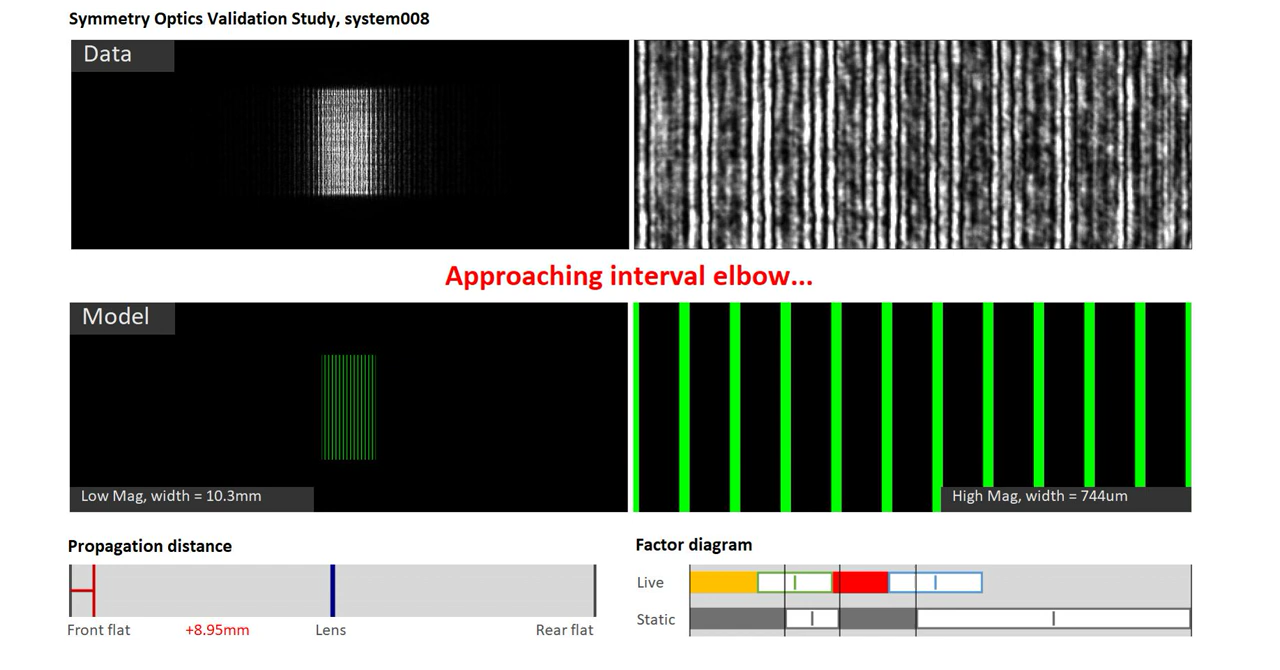 Symmetry Optics Validation Study, system008
Data
Approaching interval elbow...
Model
Low Mag, width = 10.3mm
High Mag, width = 744um
Propagation distance
Front flat
+8.95mm
Lens
Rear flat
Factor diagram
Live
Static